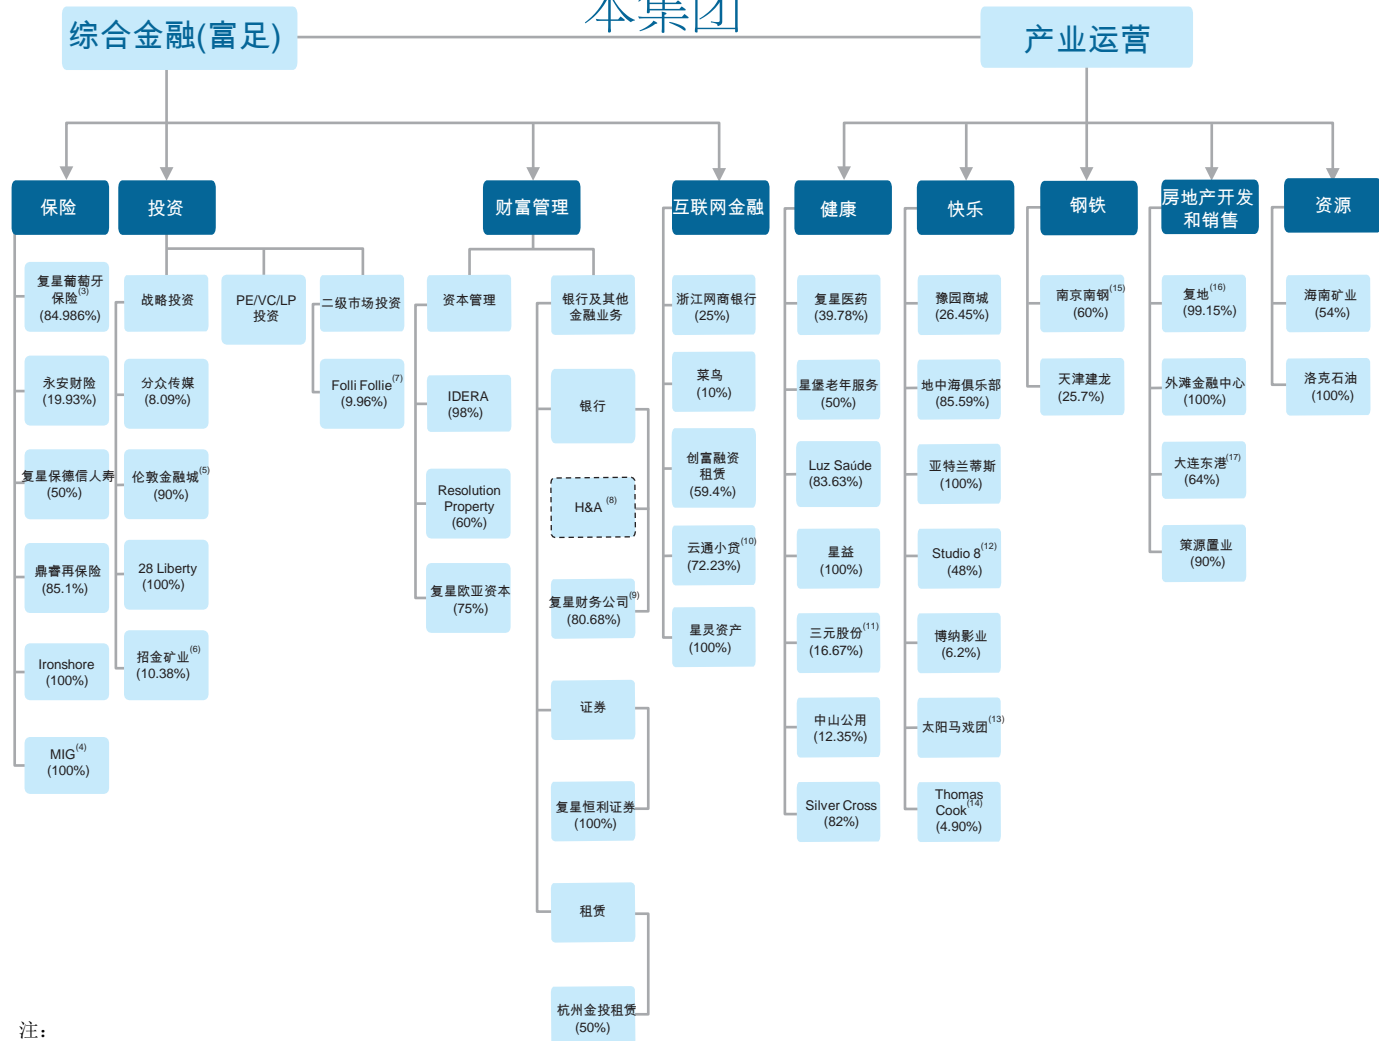 本集团
综合金融(富足)
产业运营
保险
投资
财富管理
互联网金融
健康
快乐
钢铁
房地产开发
和销售
资源
复星葡萄牙
保险(3)
(84.986%)
永安财险
(19.93%)
复星保德信人寿
(50%)
鼎睿再保险
(85.1%)
Ironshore
(100%)
MIG(4)
(100%)
战略投资
分众传媒
(8.09%)
伦敦金融城(5)
(90%)
28 Liberty
(100%)
招金矿业(6)
(10.38%)
PE/VC/LP
投资
二级市场投资
Folli Follie(7)
(9.96%)
资本管理
IDERA
(98%)
Resolution
Property
(60%)
复星欧亚资本
(75%)
银行及其他
金融业务
银行
H&A (8)
复星财务公司(9)
(80.68%)
证券
复星恒利证券
(100%)
租赁
杭州金投租赁
(50%)
浙江网商银行
(25%)
菜鸟
(10%)
创富融资
租赁
(59.4%)
云通小贷(10)
(72.23%)
星灵资产
(100%)
复星医药
(39.78%)
星堡老年服务
(50%)
Luz Saúde
(83.63%)
星益
(100%)
三元股份(11)
(16.67%)
中山公用
(12.35%)
Silver Cross
(82%)
豫园商城
(26.45%)
地中海俱乐部
(85.59%)
亚特兰蒂斯
(100%)
Studio 8(12)
(48%)
博纳影业
(6.2%)
太阳马戏团(13)
Thomas
Cook(14)
(4.90%)
南京南钢(15)
(60%)
天津建龙
(25.7%)
复地(16)
(99.15%)
外滩金融中心
(100%)
大连东港(17)
(64%)
策源置业
(90%)
海南矿业
(54%)
洛克石油
(100%)
注：